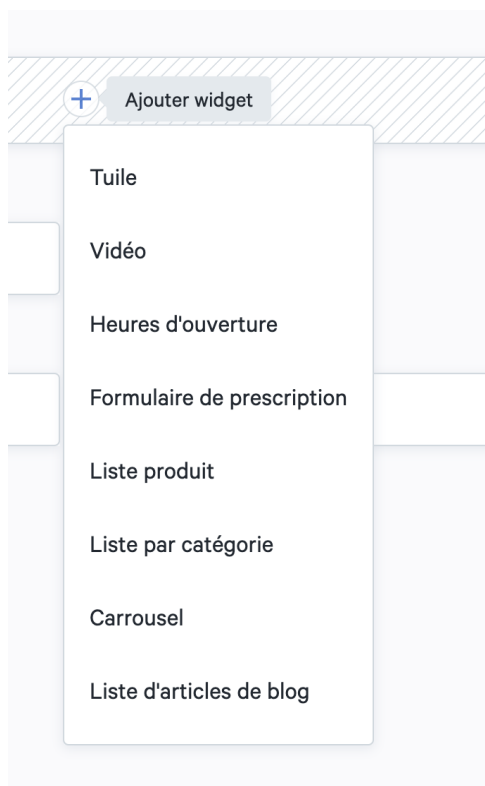 Ajouter widget
Tuile
Vidéo
Heures d'ouverture
Formulaire de prescription
Liste produit
Liste par catégorie
Carrousel
Liste d'articles de blog